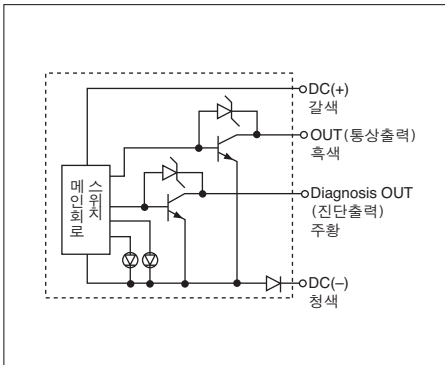 DC(+)
갈색
OUT(통상출력)
흑색
Diagnosis OUT
(진단출력)
주황
스위치
메인회로
DC(–)
청색